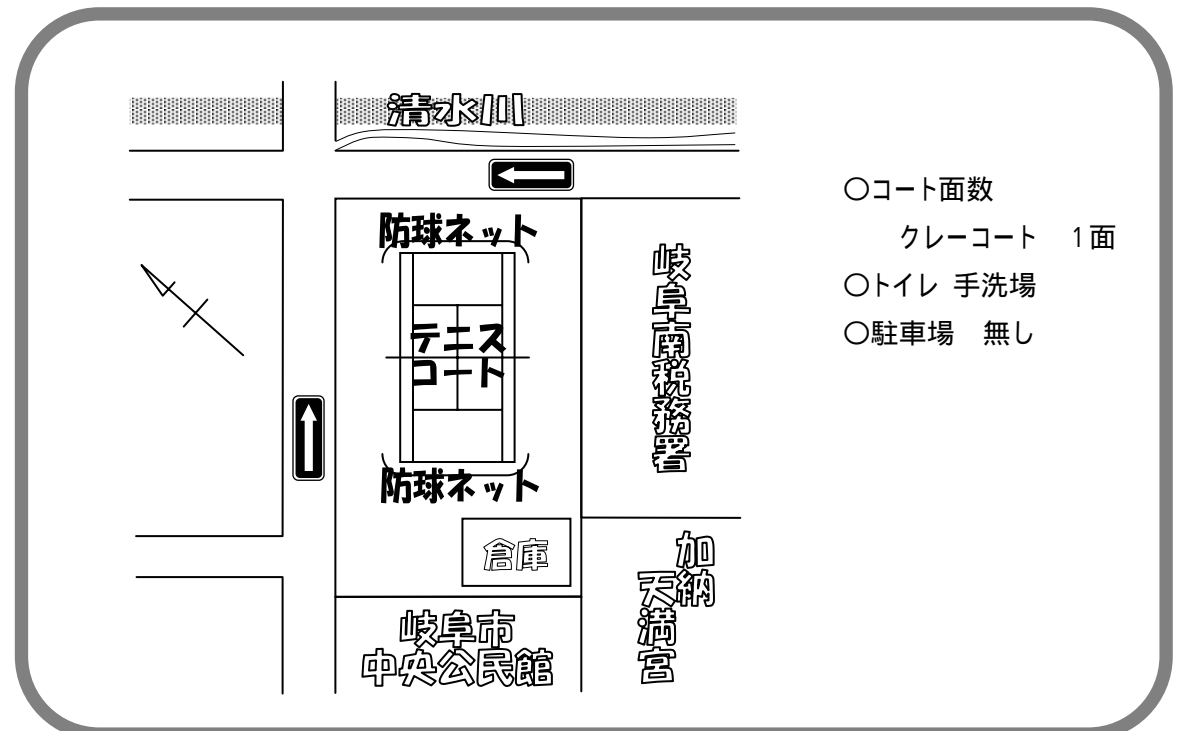 清水川
防球ネット
テニス
コート
防球ネット
倉庫
岐阜市
中央公民館
岐阜南税務署
加納
天満宮
○コート面数
クレーコート　1面
○トイレ 手洗場
○駐車場　無し